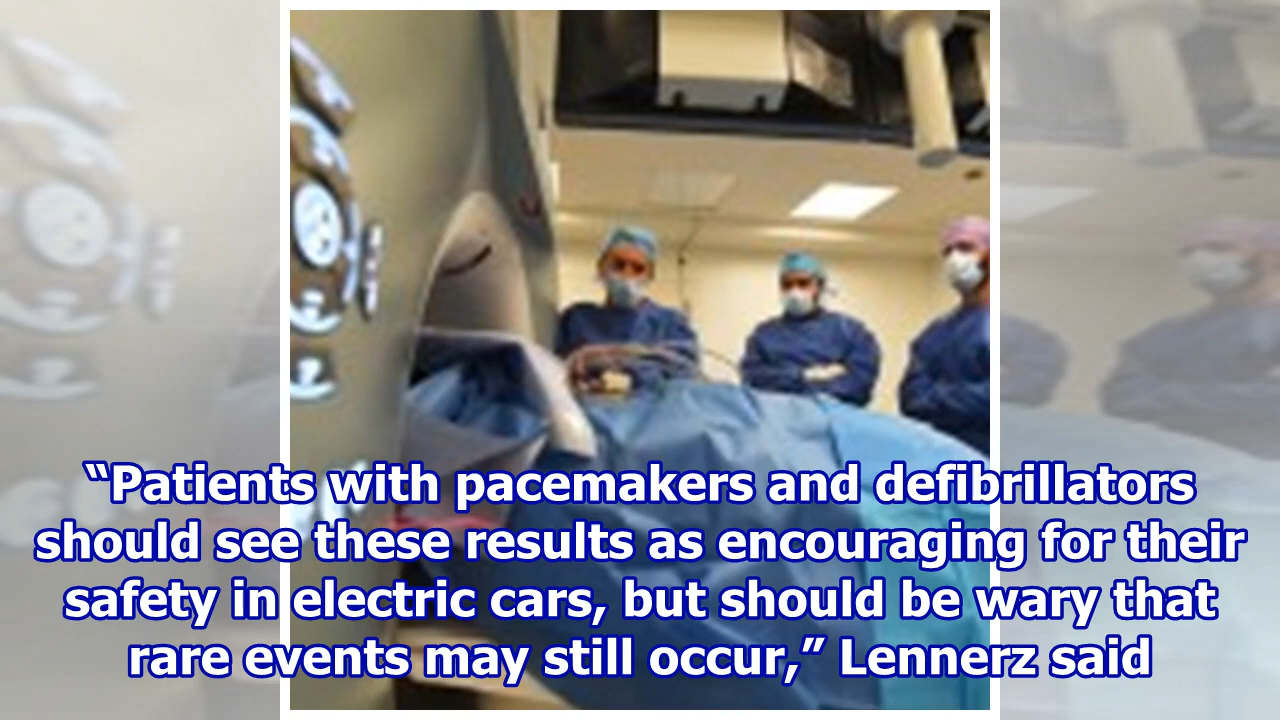 “Patients with pacemakers and defibrillators
should see these results as encouraging for their
safety in electric cars, but should be wary that
rare events may still occur,” Lennerz said